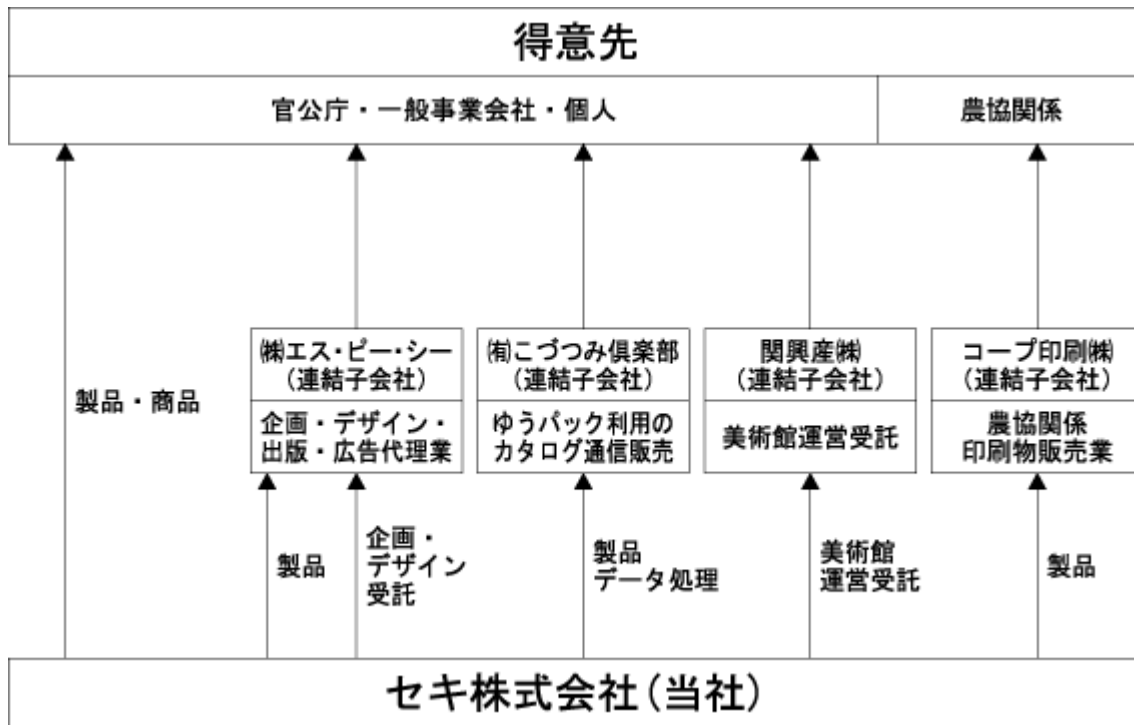 得意先
官公庁・一般事業会社・個人
農協関係
㈱エス・ピー・シー
(連結子会社)
企画・デザイン・
出版・広告代理業
㈲こづつみ倶楽部
(連結子会社)
ゆうパック利用の
カタログ通信販売
関興産㈱
(連結子会社)
美術館運営受託
コープ印刷㈱
(連結子会社)
農協関係
印刷物販売業
製品・商品
製品
企画・
デザイン
受託
製品
データ処理
美術館
運営受託
製品
セキ株式会社(当社)